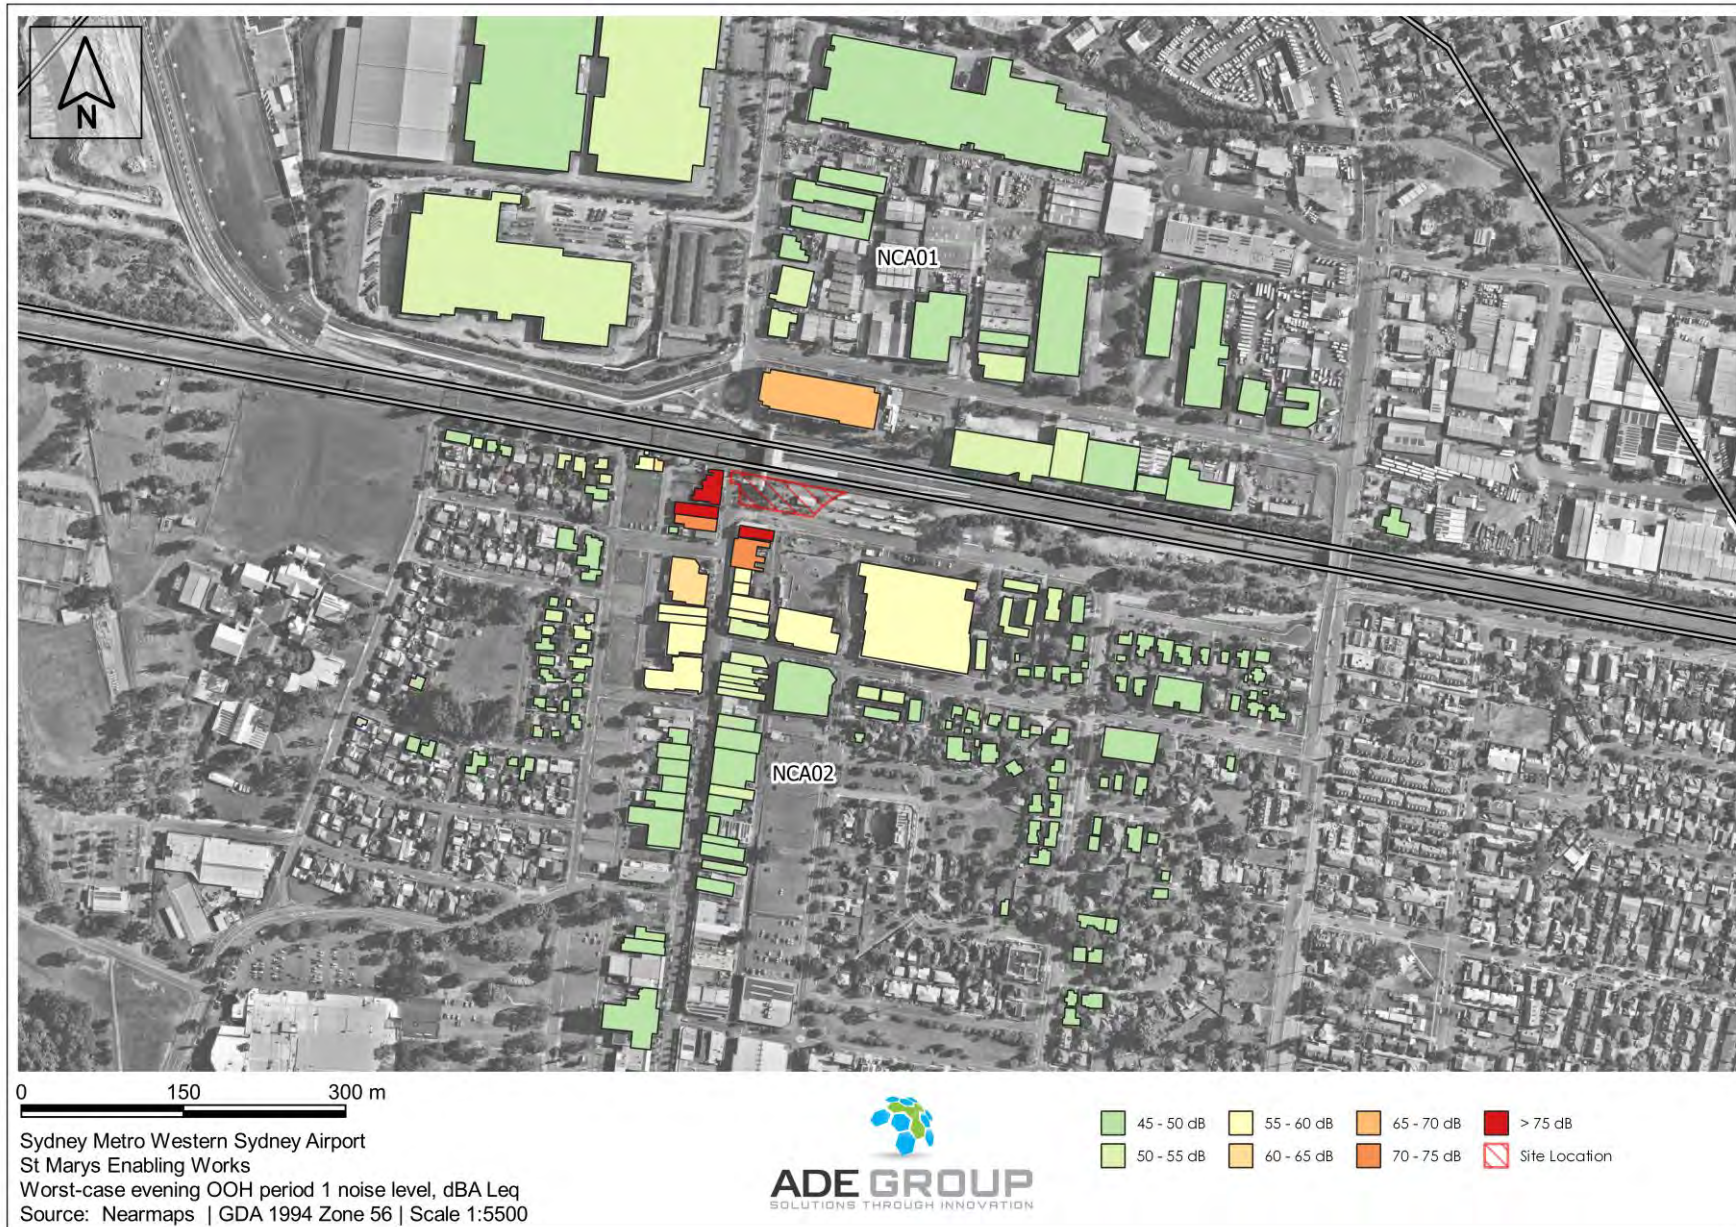 N
NCA01
NCA02
0 150 300 m
Sydney Metro Western Sydney Airport
St Marys Enabling Works
Worst-case evening OOH period 1 noise level, dBA Leq
Source: Nearmaps | GDA 1994 Zone 56 | Scale 1:5500
ADE GROUP
SOLUTIONS THROUGH INNOVATION
45 - 50 dB
50 - 55 dB
55 - 60 dB
60 - 65 dB
65 - 70 dB
70 - 75 dB
> 75 dB
Site Location